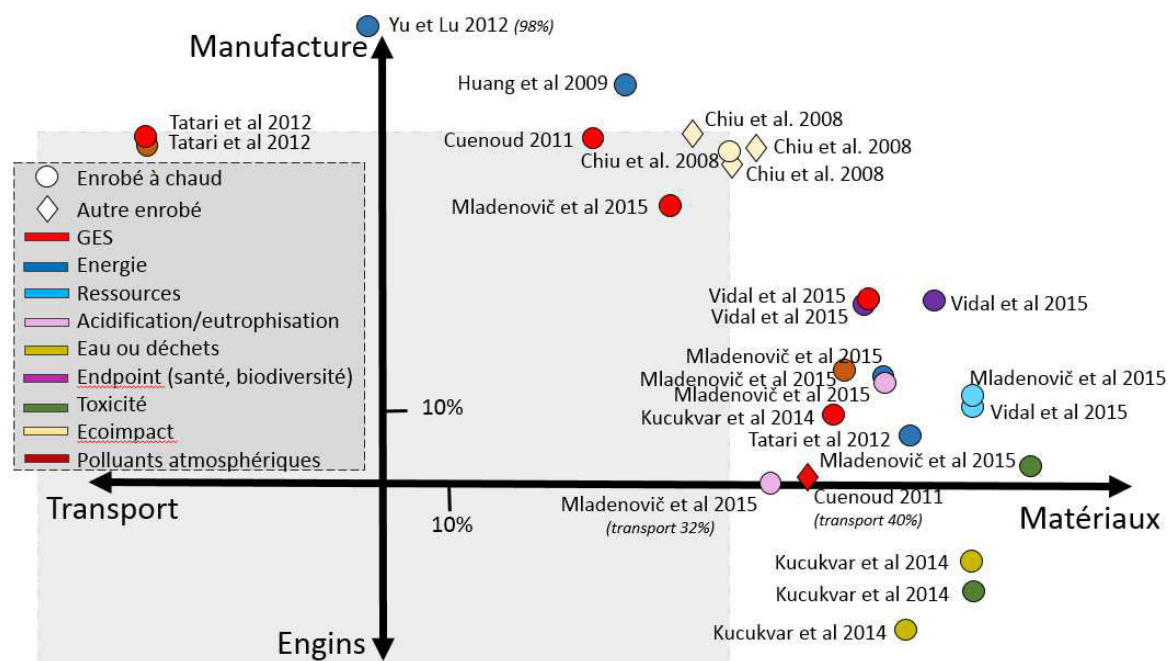 Yu et Lu 2012 (98%)
Manufacture
Huang et al 2009
Tatari et al 2012
Tatari et al 2012
Cuenoud 2011
Chiu et al. 2008
Chiu et al. 2008
Chiu et al. 2008
Chiu et al. 2008
Enrobé à chaud
Autre enrobé
GES
Energie
Ressources
Acidification/eutrophisation
Eau ou déchets
Endpoint (santé, biodiversité)
Toxicité
Ecoimpact
Polluants atmosphériques
Mladenovič et al 2015
Vidal et al 2015
Vidal et al 2015
Vidal et al 2015
Mladenovič et al 2015
Mladenovič et al 2015
Mladenovič et al 2015
Mladenovič et al 2015
Vidal et al 2015
Kucukvar et al 2014
10%
Tatari et al 2012
Mladenovič et al 2015
Transport
10%
Mladenovič et al 2015
(transport 32%)
Cuenoud 2011
(transport 40%)
Matériaux
Kucukvar et al 2014
Kucukvar et al 2014
Kucukvar et al 2014
Engins